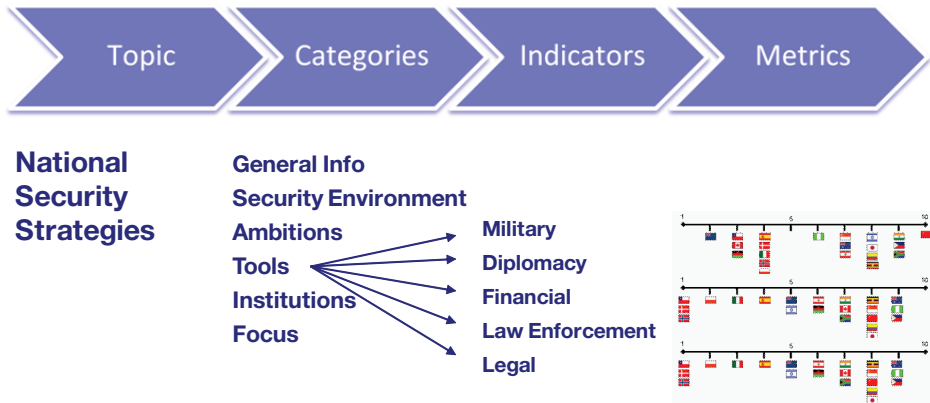 Topic
Categories
Indicators
Metrics
National
Security
Strategies
General Info
Security Environment
Ambitions
Tools
Institutions
Focus
Military
Diplomacy
Financial
Law Enforcement
Legal
1 5 10
1 5 10
1 5 10